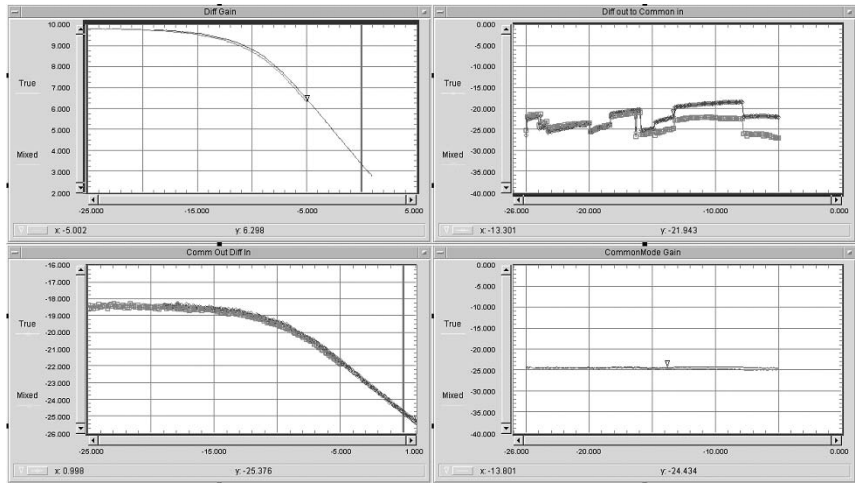 Diff Gain
10.000
9.000
8.000
7.000
6.000
5.000
4.000
3.000
2.000
True
Mixed
-25.000
-15.000
-5.000
5.000
x: -5.002
y: 6.298
Diff out to Common in
0.000
-5.000
-10.000
-15.000
-20.000
-25.000
-30.000
-35.000
-40.000
True
Mixed
-26.000
-20.000
-10.000
0.000
x: -13.301
y: -21.943
Comm Out Diff In
-16.000
-17.000
-18.000
-19.000
-20.000
-21.000
-22.000
-23.000
-24.000
-25.000
-26.000
True
Mixed
-25.000
-15.000
-5.000
1.000
x: 0.998
y: -25.376
CommonMode Gain
0.000
-5.000
-10.000
-15.000
-20.000
-25.000
-30.000
-35.000
-40.000
True
Mixed
-26.000
-20.000
-10.000
0.000
x: -13.801
y: -24.434